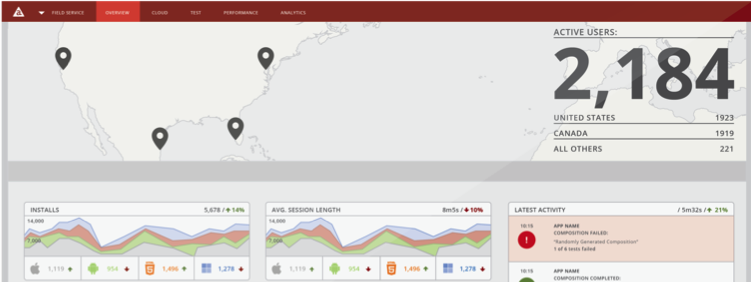 FIELD SERVICE OVERVIEW CLOUD TEST PERFORMANCE ANALYTICS
ACTIVE USERS:
2,184
UNITED STATES 1923
CANADA 1919
ALL OTHERS 221
INSTALLS 5,678 / 14%
14,000
7,000
1,119 954 1,496 1,278
AVG. SESSION LENGTH 8m5s / 10%
14,000
7,000
1,119 954 1,496 1,278
LATEST ACTIVITY / 5m32s / 21%
10:15 APP NAME
COMPOSITION FAILED:
"Randomly Generated Composition"
1 of 6 tests failed
10:15 APP NAME
COMPOSITION COMPLETED: